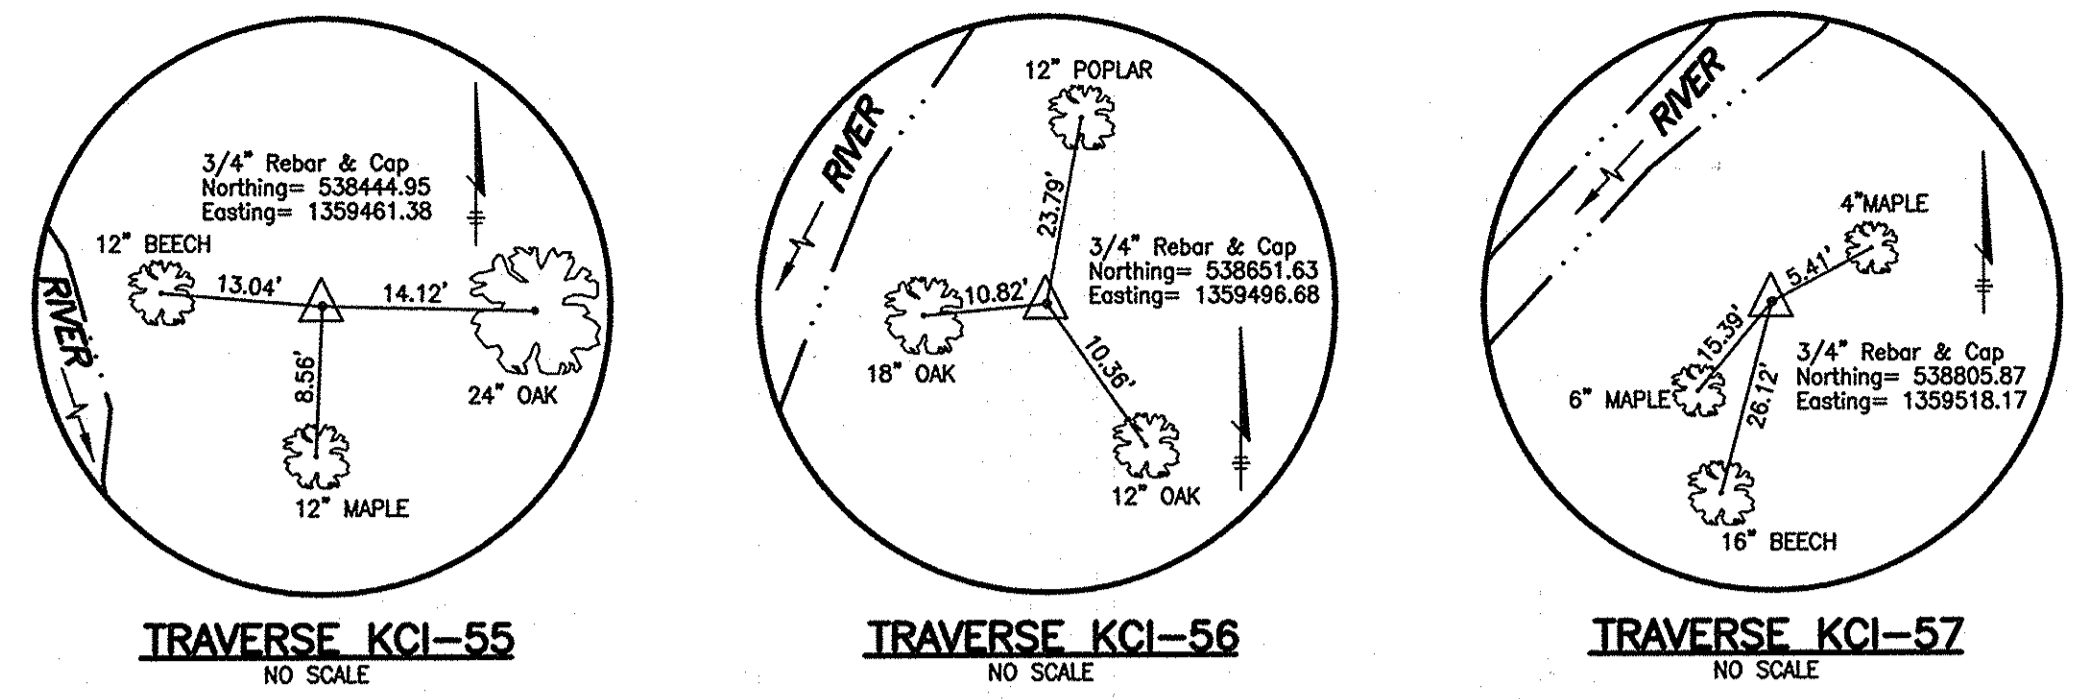 3/4" Rebar & Cap
Northing= 538444.95
Easting= 1359461.38
12" BEECH
13.04'
14.12'
RIVER
8.56'
24" OAK
12" MAPLE
TRAVERSE KCI-55
NO SCALE
12" POPLAR
RIVER
23.79'
3/4" Rebar & Cap
Northing= 538651.63
Easting= 1359496.68
10.82'
18" OAK
10.36'
12" OAK
TRAVERSE KCI-56
NO SCALE
RIVER
4"MAPLE
5.41'
15.39'
3/4" Rebar & Cap
Northing= 538805.87
Easting= 1359518.17
6" MAPLE
26.12'
16" BEECH
TRAVERSE KCI-57
NO SCALE